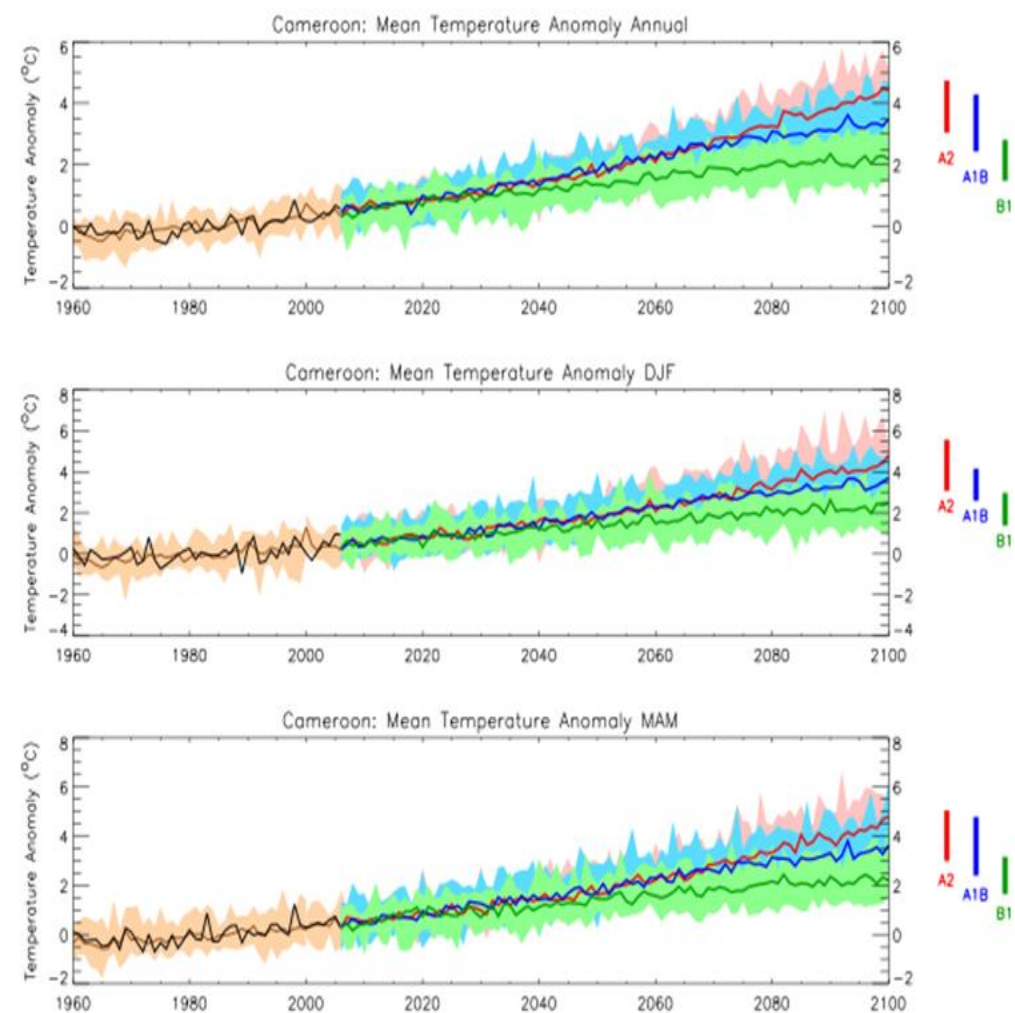 Cameroon: Mean Temperature Anomaly Annual
Temperature Anomaly (°C)
6 6
4 4
2 2
0 0
−2 −2
1960 1980 2000 2020 2040 2060 2080 2100
A2
A1B
B1
Cameroon: Mean Temperature Anomaly DJF
Temperature Anomaly (°C)
8 8
6 6
4 4
2 2
0 0
−2 −2
−4 −4
1960 1980 2000 2020 2040 2060 2080 2100
A2
A1B
B1
Cameroon: Mean Temperature Anomaly MAM
Temperature Anomaly (°C)
8 8
6 6
4 4
2 2
0 0
−2 −2
1960 1980 2000 2020 2040 2060 2080 2100
A2
A1B
B1